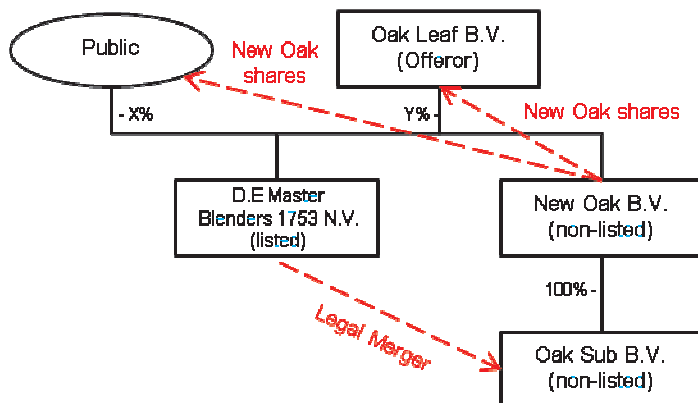 Public
New Oak
shares
Oak Leaf B.V.
(Offeror)
- X%
Y% -
New Oak shares
D.E Master
Blenders 1753 N.V.
(listed)
New Oak B.V.
(non-listed)
100% -
Legal Merger
Oak Sub B.V.
(non-listed)